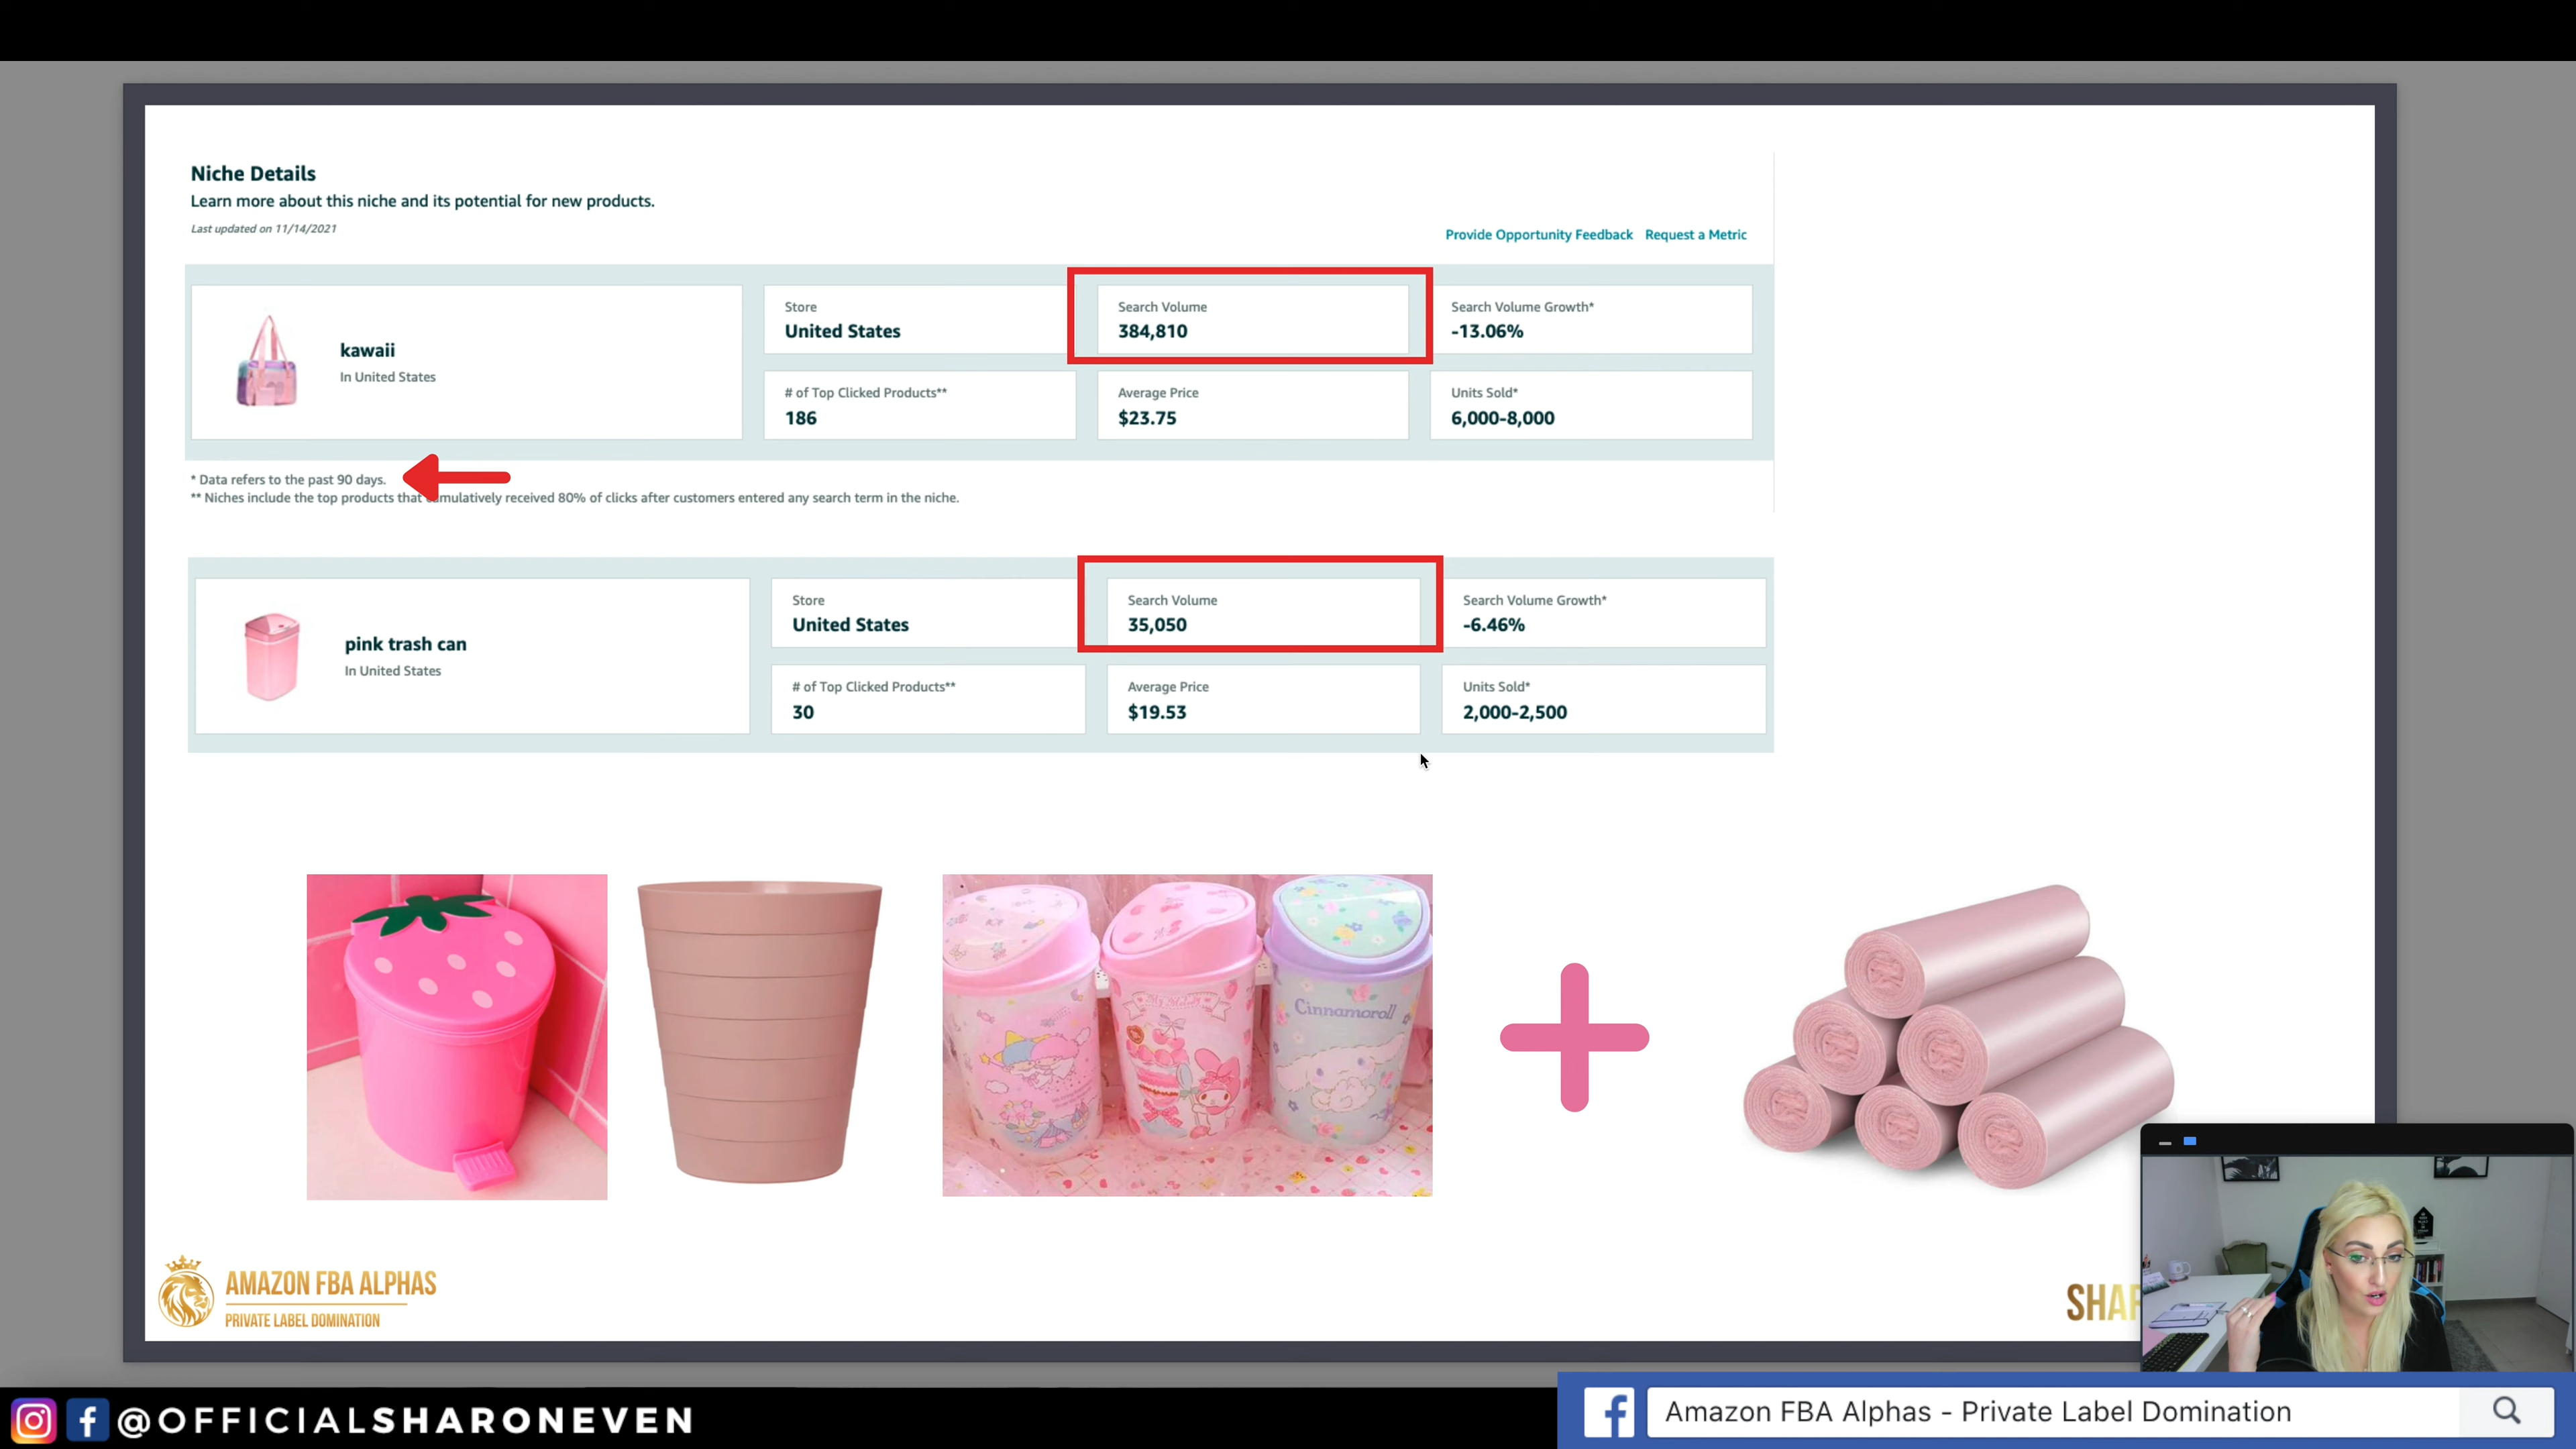 Niche Details
Learn more about this niche and its potential for new products.
Last updated on 11/14/2021
Provide Opportunity Feedback Request a Metric
kawaii
In United States
Store
United States
Search Volume
384,810
Search Volume Growth*
-13.06%
# of Top Clicked Products**
186
Average Price
$23.75
Units Sold*
6,000-8,000
* Data refers to the past 90 days.
** Niches include the top products that cumulatively received 80% of clicks after customers entered any search term in the niche.
pink trash can
In United States
Store
United States
Search Volume
35,050
Search Volume Growth*
-6.46%
# of Top Clicked Products**
30
Average Price
$19.53
Units Sold*
2,000-2,500
My Melody
Cinnamoroll
AMAZON FBA ALPHAS
PRIVATE LABEL DOMINATION
SHAR
@OFFICIALSHARONEVEN
Amazon FBA Alphas - Private Label Domination